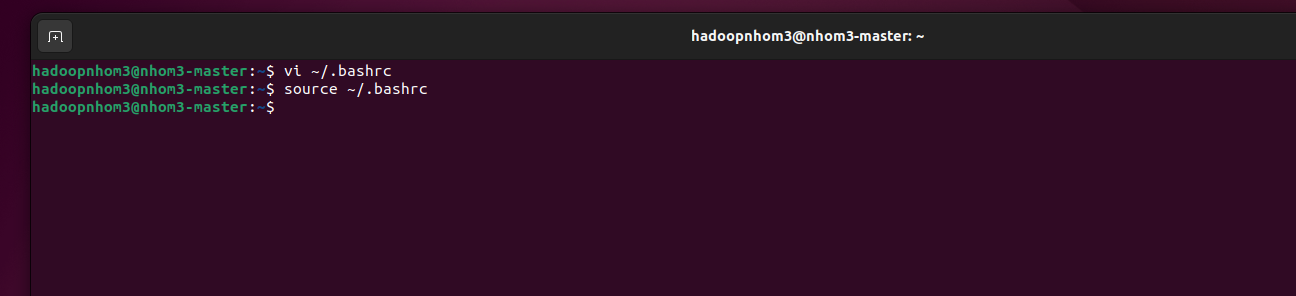 hadoopnhom3@nhom3-master: ~
hadoopnhom3@nhom3-master:~$ vi ~/.bashrc
hadoopnhom3@nhom3-master:~$ source ~/.bashrc
hadoopnhom3@nhom3-master:~$